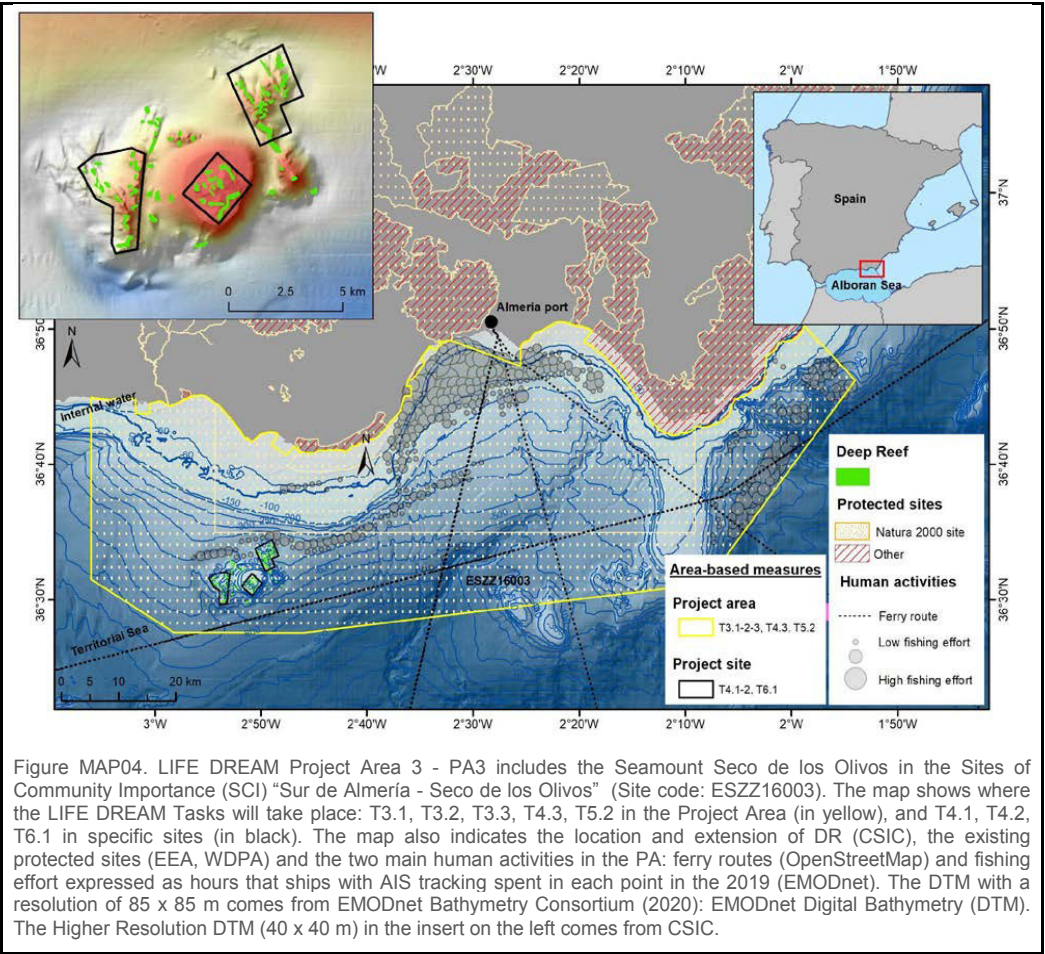 2°30'W
2°20'W
2°10'W
2°W
1°50'W
37°N
Spain
Alboran Sea
0
2.5
5 km
N
36°50'
Almeria port
36°50'N
Internal water
-50
N
36°40'N
36°40'N
-150
-100
-200
Deep Reef
Protected sites
Natura 2000 site
Other
Human activities
Ferry route
Low fishing effort
High fishing effort
Area-based measures
Project area
T3.1-2-3, T4.3. T5.2
Project site
T4.1-2, T6.1
ESZZ16003
36°30'N
36°30'N
Territorial Sea
0
5
10
20 km
3°W
2°50'W
2°40'W
2°30'W
2°20'W
2°10'W
2°W
1°50'W
Figure MAP04. LIFE DREAM Project Area 3 - PA3 includes the Seamount Seco de los Olivos in the Sites of
Community Importance (SCI) “Sur de Almería - Seco de los Olivos” (Site code: ESZZ16003). The map shows where
the LIFE DREAM Tasks will take place: T3.1, T3.2, T3.3, T4.3, T5.2 in the Project Area (in yellow), and T4.1, T4.2,
T6.1 in specific sites (in black). The map also indicates the location and extension of DR (CSIC), the existing
protected sites (EEA, WDPA) and the two main human activities in the PA: ferry routes (OpenStreetMap) and fishing
effort expressed as hours that ships with AIS tracking spent in each point in the 2019 (EMODnet). The DTM with a
resolution of 85 x 85 m comes from EMODnet Bathymetry Consortium (2020): EMODnet Digital Bathymetry (DTM).
The Higher Resolution DTM (40 x 40 m) in the insert on the left comes from CSIC.